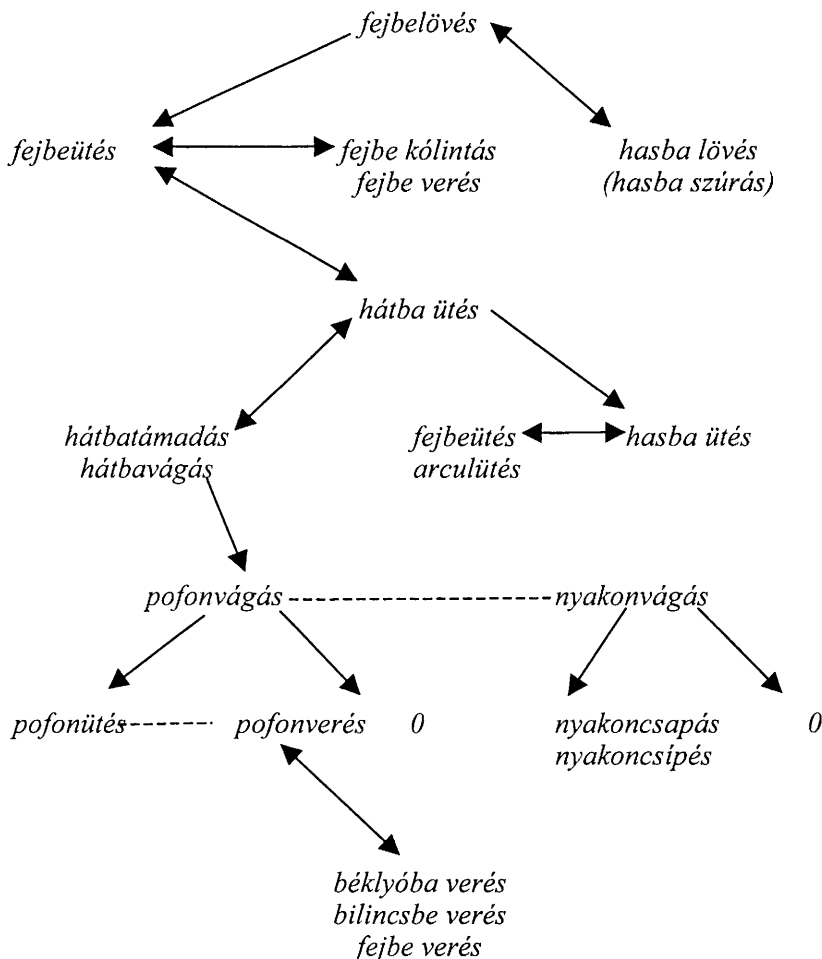 fejbelövés
fejbeütés fejbe kólintás hasba lövés
fejbe verés (hasba szúrás)
hátba ütés
hátbatámadás fejbeütés hasba ütés
hátbavágás arculütés
pofonvágás nyakonvágás
pofonütés pofonverés 0 nyakoncsapás 0
nyakoncsípés
béklyóba verés
bilincsbe verés
fejbe verés